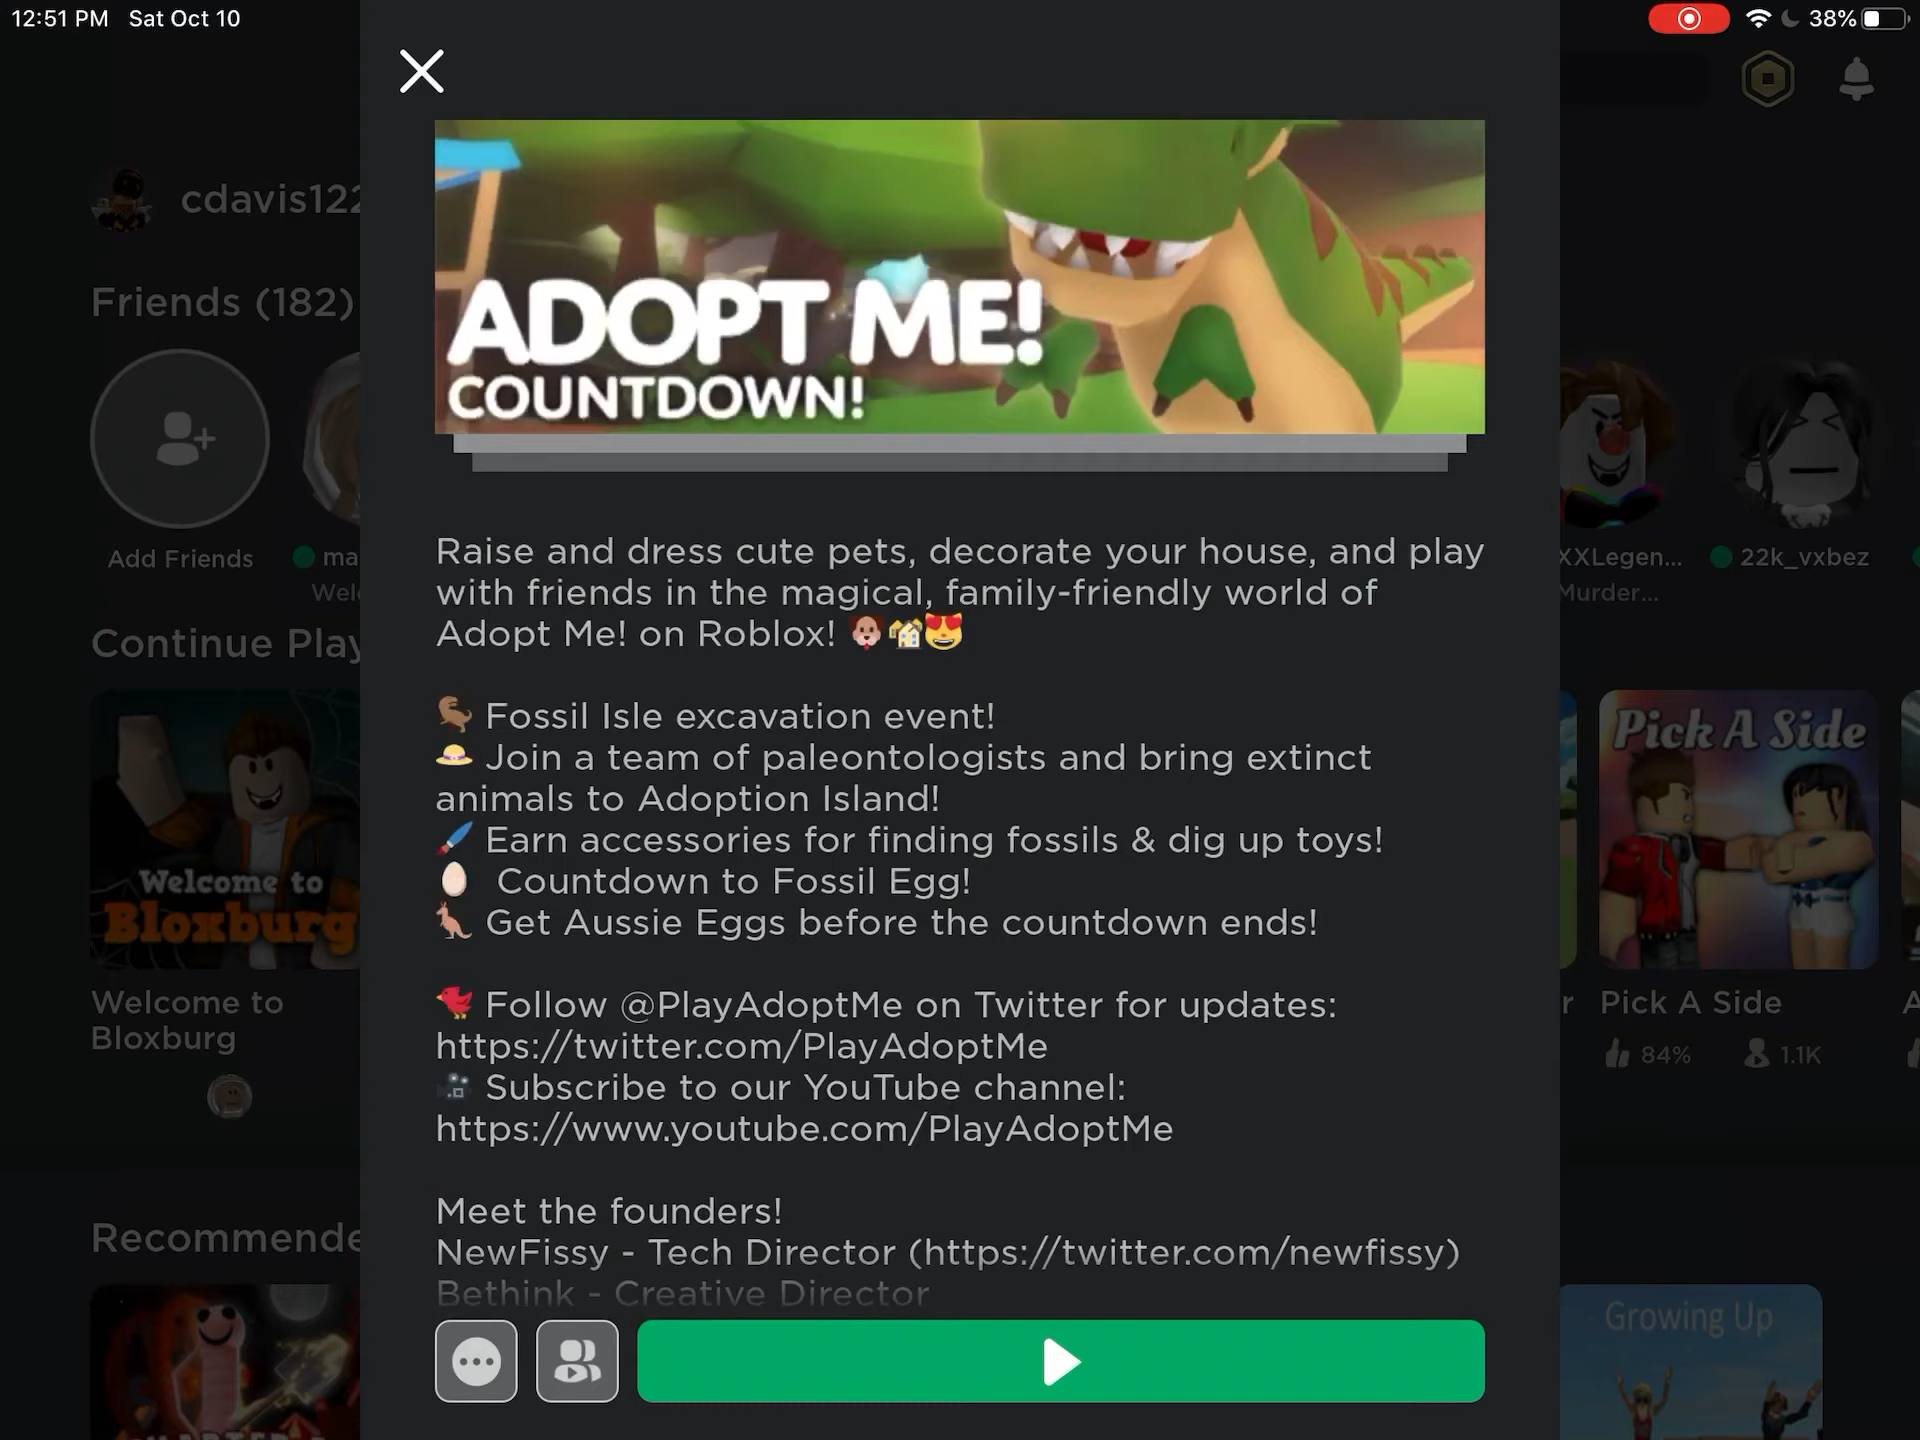 12:51 PM Sat Oct 10
38%
cdavis122
Friends (182)
Add Friends
XXLegen...
Murder...
22k_vxbez
Continue Play
Welcome to
Bloxburg
Welcome to
Bloxburg
Recommende
ADOPT ME!
COUNTDOWN!
Raise and dress cute pets, decorate your house, and play
with friends in the magical, family-friendly world of
Adopt Me! on Roblox! 🐶🏠😻
🦖 Fossil Isle excavation event!
👒 Join a team of paleontologists and bring extinct
animals to Adoption Island!
🖌️ Earn accessories for finding fossils & dig up toys!
🥚 Countdown to Fossil Egg!
🦘 Get Aussie Eggs before the countdown ends!
🐦 Follow @PlayAdoptMe on Twitter for updates:
https://twitter.com/PlayAdoptMe
🎥 Subscribe to our YouTube channel:
https://www.youtube.com/PlayAdoptMe
Meet the founders!
NewFissy - Tech Director (https://twitter.com/newfissy)
Bethink - Creative Director
Pick A Side
Pick A Side
84% 1.1K
Growing Up